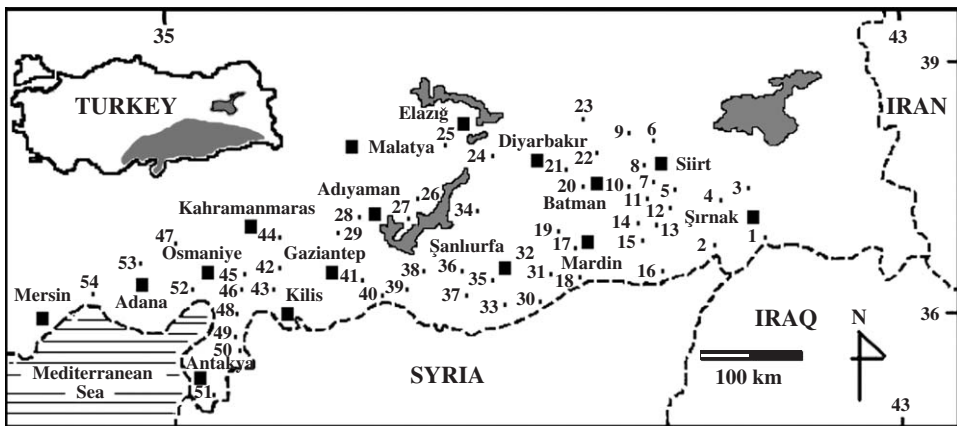 35
43
39
TURKEY
IRAN
Elazığ
23
25
9
6
Diyarbakır
Malatya
24
22
21
8
Siirt
20
10
7
Adıyaman
26
Batman
11
5
4
3
28
27
34
12
Şırnak
Kahramanmaras
29
14
13
47
44
19
17
15
2
1
Osmaniye
Gaziantep
Şanlıurfa
32
Mardin
53
45
42
41
38
36
35
31
18
16
54
52
46
43
40
39
37
33
30
Mersin
Adana
Kilis
48
36
49
IRAQ
N
50
Antakya
Mediterranean
Sea
SYRIA
51
100 km
43